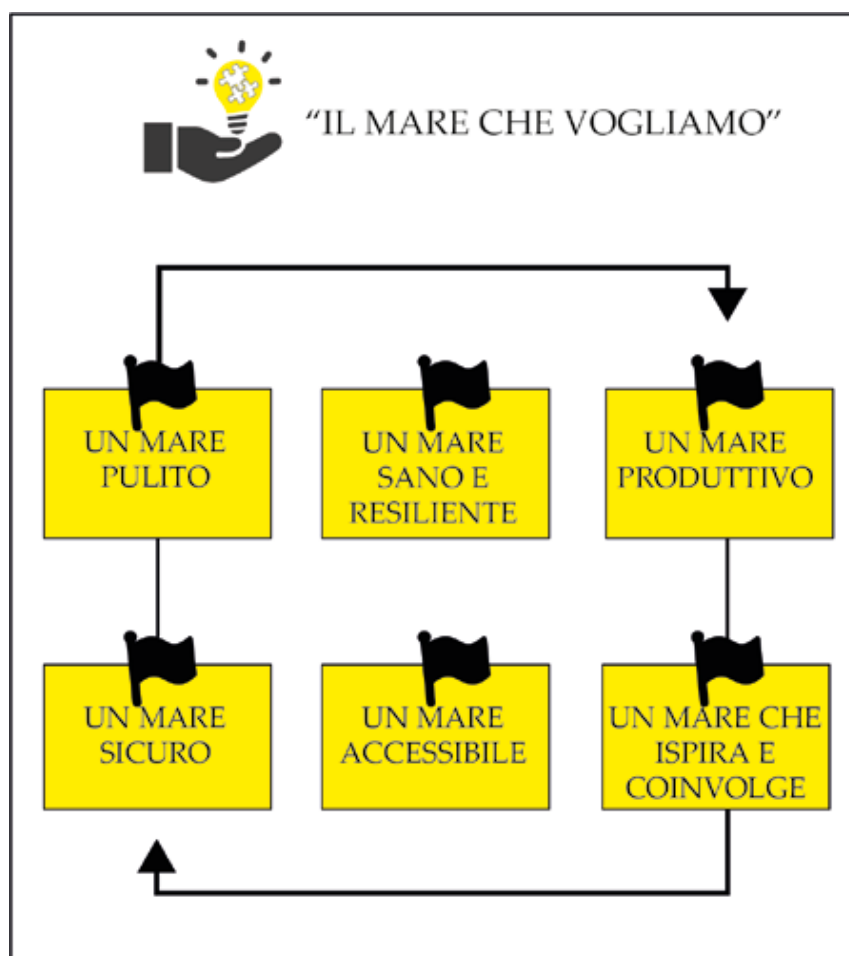 “IL MARE CHE VOGLIAMO”
UN MARE
PULITO
UN MARE
SANO E
RESILIENTE
UN MARE
PRODUTTIVO
UN MARE
SICURO
UN MARE
ACCESSIBILE
UN MARE CHE
ISPIRA E
COINVOLGE